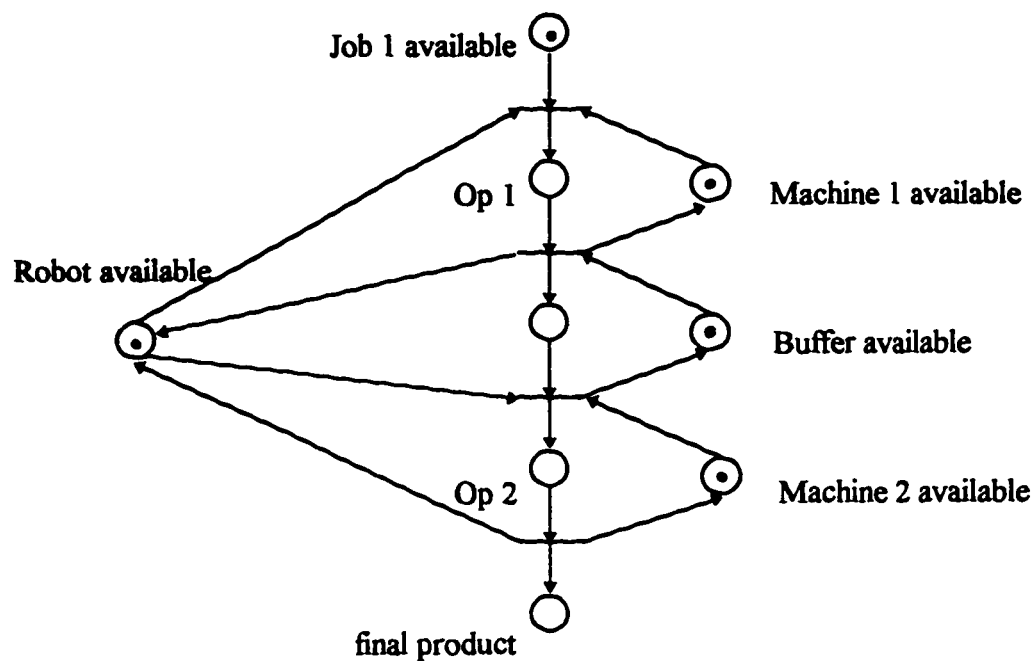 Job 1 available
Op 1
Machine 1 available
Robot available
Buffer available
Op 2
Machine 2 available
final product